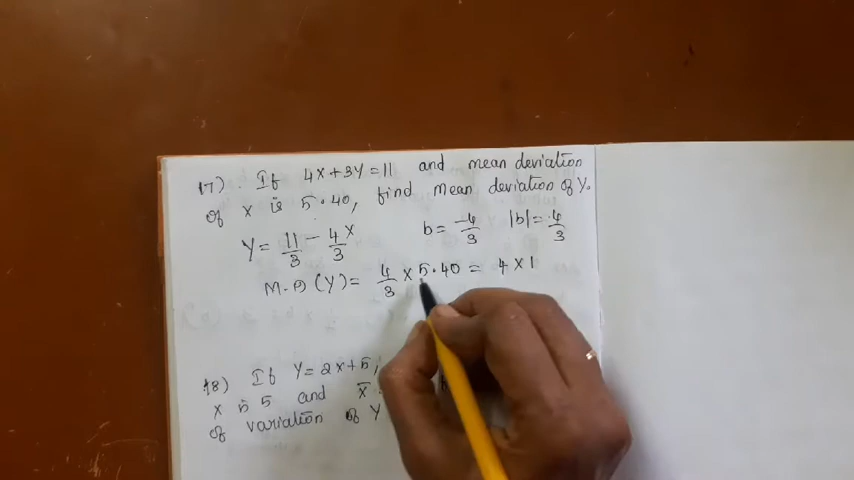 17). If 4X+3Y=11 and mean deviation
of X is 5.40, find mean deviation of Y.
Y= 11/3 - 4/3 X b= -4/3 |b|= 4/3
M.D (Y)= 4/3 × 5.40 = 4×1
18) If Y=2X+5,
X is 5 and X̄
of variation of Y